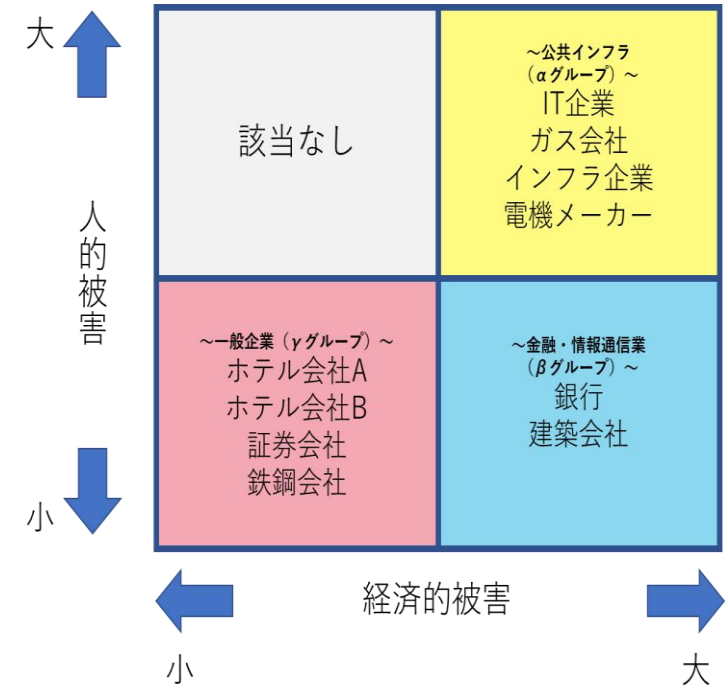 大
該当なし
~公共インフラ
（αグループ）~
IT企業
ガス会社
インフラ企業
電機メーカー
人的被害
~一般企業（γグループ）~
ホテル会社A
ホテル会社B
証券会社
鉄鋼会社
~金融・情報通信業
（βグループ）~
銀行
建築会社
小
経済的被害
小
大